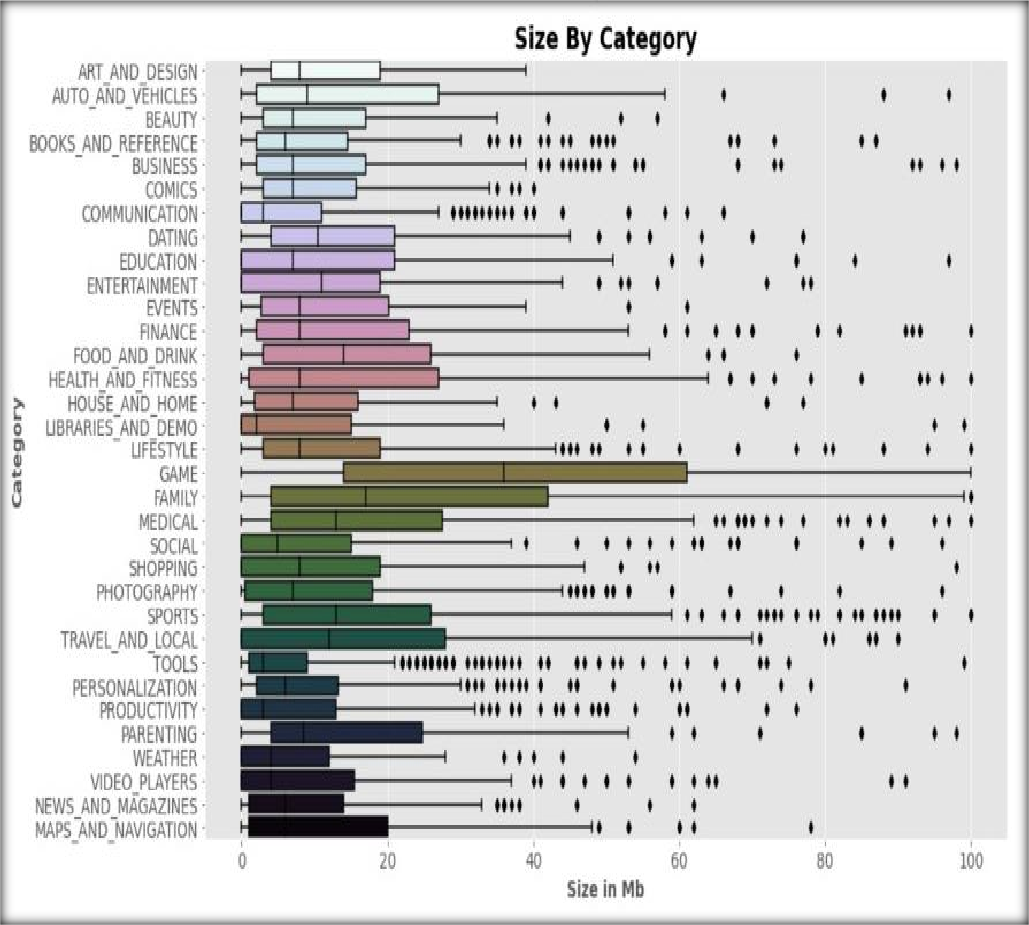 Size By Category
ART_AND_DESIGN
AUTO_AND_VEHICLES
BEAUTY
BOOKS_AND_REFERENCE
BUSINESS
COMICS
COMMUNICATION
DATING
EDUCATION
ENTERTAINMENT
EVENTS
FINANCE
FOOD_AND_DRINK
HEALTH_AND_FITNESS
HOUSE_AND_HOME
LIBRARIES_AND_DEMO
LIFESTYLE
GAME
FAMILY
MEDICAL
SOCIAL
SHOPPING
PHOTOGRAPHY
SPORTS
TRAVEL_AND_LOCAL
TOOLS
PERSONALIZATION
PRODUCTIVITY
PARENTING
WEATHER
VIDEO_PLAYERS
NEWS_AND_MAGAZINES
MAPS_AND_NAVIGATION
Category
0 20 40 60 80 100
Size in Mb